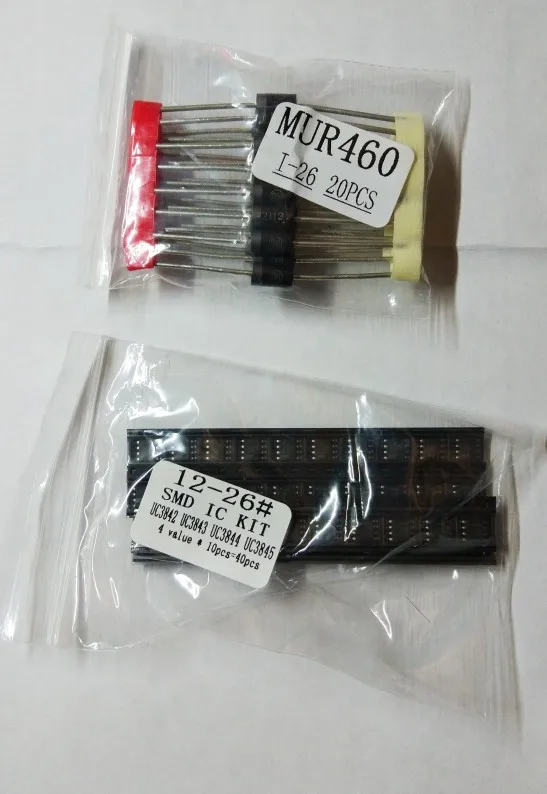 MUR460
I-26 20PCS
12-26#
SMD IC KIT
UC3842 UC3843 UC3844 UC3845
4 value * 10pcs=40pcs